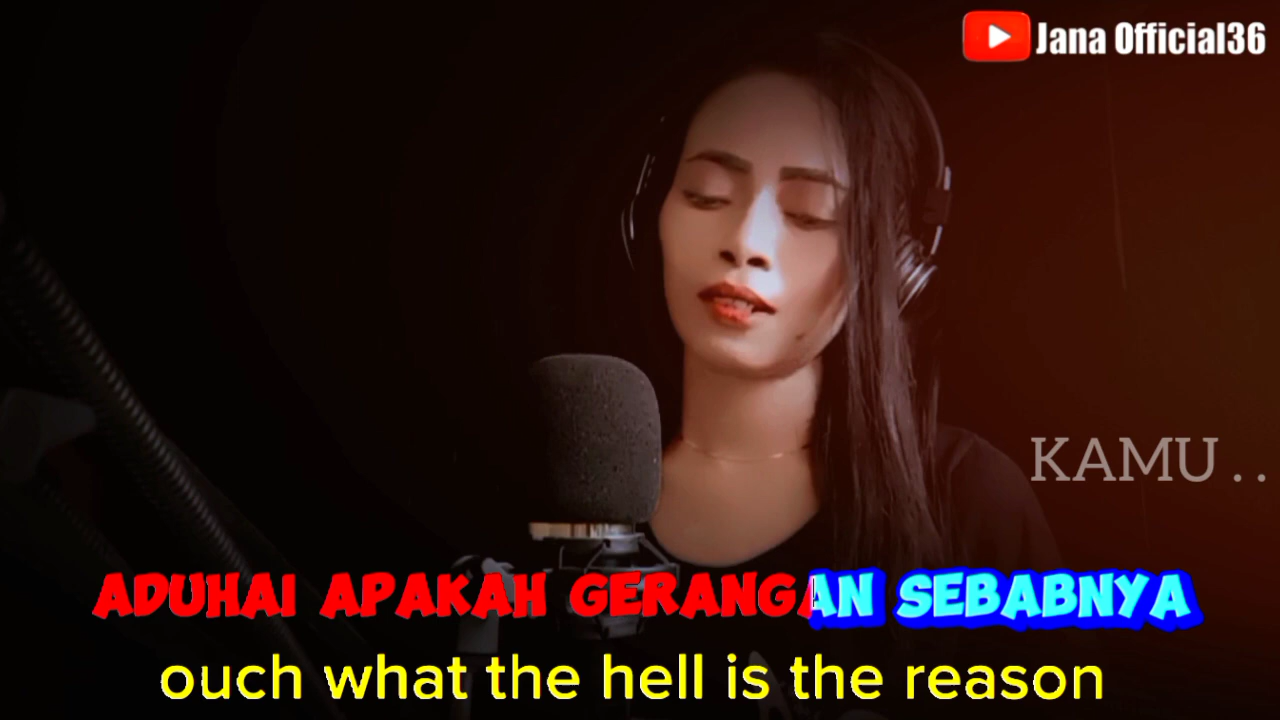 Jana Official36
KAMU . .
ADUHAI APAKAH GERANGAN SEBABNYA
ouch what the hell is the reason